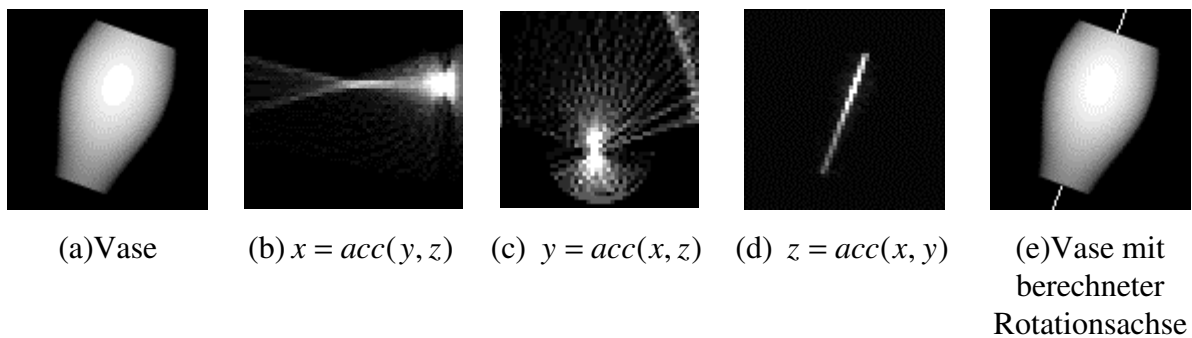 (a)Vase
(b) x = acc(y, z)
(c) y = acc(x, z)
(d) z = acc(x, y)
(e)Vase mit
berechneter
Rotationsachse